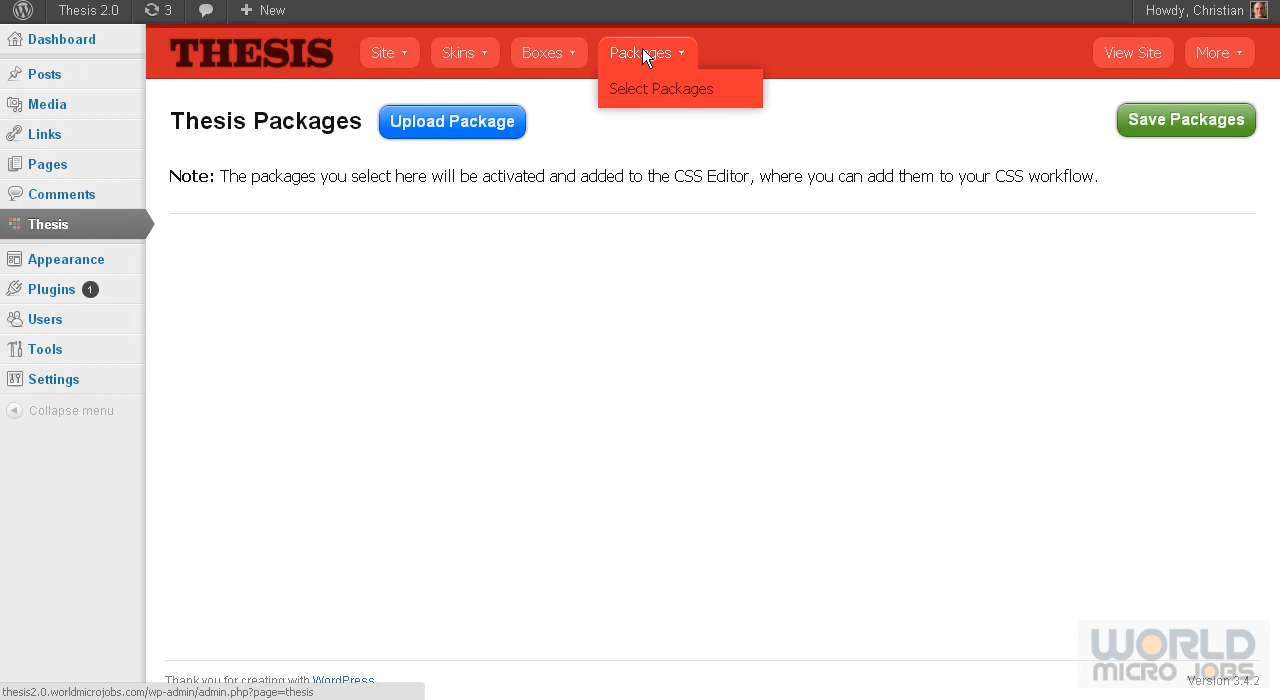 Thesis 2.0 3 New Howdy, Christian
Dashboard
Posts
Media
Links
Pages
Comments
Thesis
Appearance
Plugins 1
Users
Tools
Settings
Collapse menu
THESIS Site Skins Boxes Packages View Site More
Select Packages
Thesis Packages Upload Package Save Packages
Note: The packages you select here will be activated and added to the CSS Editor, where you can add them to your CSS workflow.
WORLD
MICRO JOBS
Thank you for creating with WordPress.
Version 3.4.2
thesis2.0.worldmicrojobs.com/wp-admin/admin.php?page=thesis